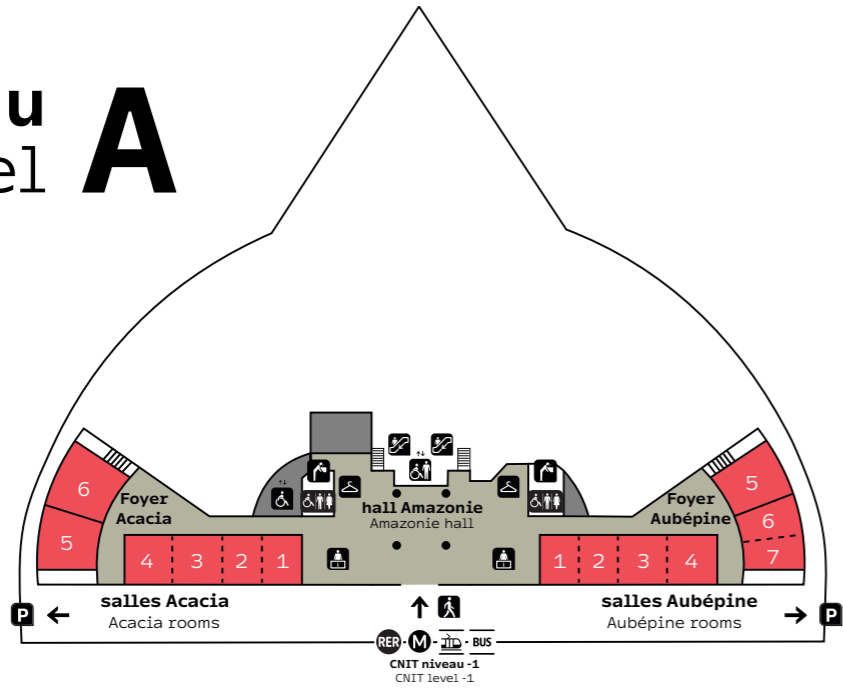 u
el
A
6
5
Foyer
Acacia
4 3 2 1
hall Amazonie
Amazonie hall
Foyer
Aubépine
5
6
7
1 2 3 4
P
salles Acacia
Acacia rooms
salles Aubépine
Aubépine rooms
P
RER - M - - BUS
CNIT niveau -1
CNIT level -1